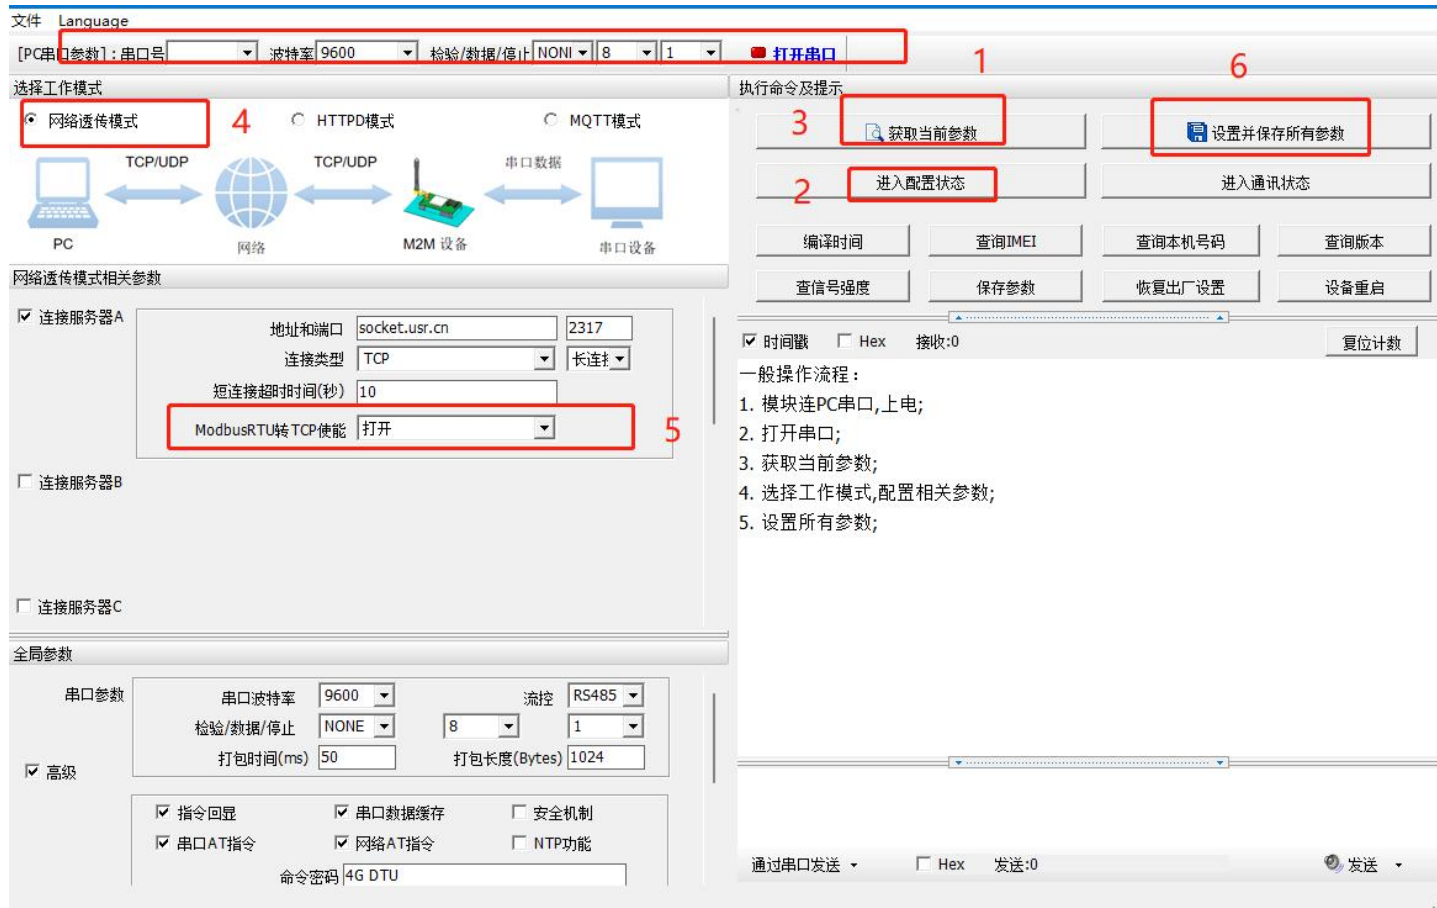 文件 Language
[PC串口参数]:串口号 波特率 9600 检验/数据/停止 NONI 8 1 打开串口
1
6
选择工作模式
网络透传模式 4 HTTPD模式 MQTT模式
TCP/UDP TCP/UDP 串口数据
PC 网络 M2M 设备 串口设备
网络透传模式相关参数
连接服务器A
地址和端口 socket.usr.cn 2317
连接类型 TCP 长连接
短连接超时时间(秒) 10
ModbusRTU转TCP使能 打开 5
连接服务器B
连接服务器C
全局参数
串口参数
串口波特率 9600 流控 RS485
检验/数据/停止 NONE 8 1
打包时间(ms) 50 打包长度(Bytes) 1024
高级
指令回显 串口数据缓存 安全机制
串口AT指令 网络AT指令 NTP功能
命令密码 4G DTU
执行命令及提示
3 获取当前参数 设置并保存所有参数
2 进入配置状态 进入通讯状态
编译时间 查询IMEI 查询本机号码 查询版本
查信号强度 保存参数 恢复出厂设置 设备重启
时间戳 Hex 接收:0 复位计数
一般操作流程:
1. 模块连PC串口,上电;
2. 打开串口;
3. 获取当前参数;
4. 选择工作模式,配置相关参数;
5. 设置所有参数;
通过串口发送 Hex 发送:0 发送